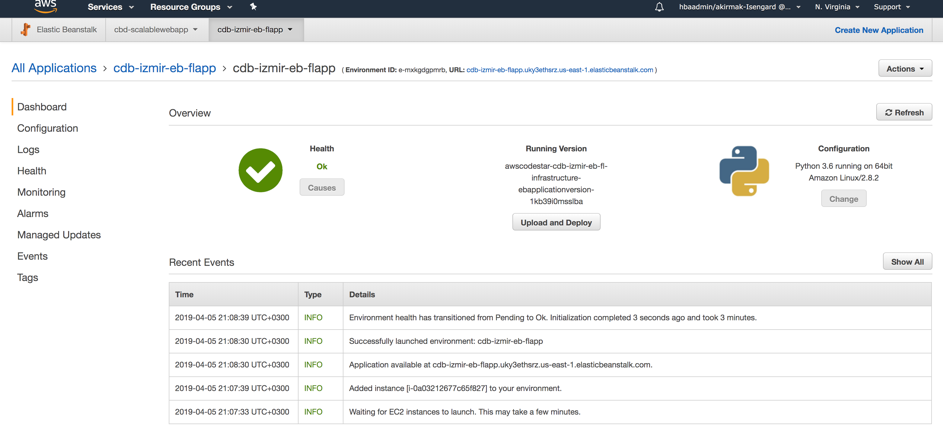 aws Services Resource Groups hbaadmin/akirmak-Isengard @... N. Virginia Support
Elastic Beanstalk cbd-scalablewebapp cdb-izmir-eb-flapp Create New Application
All Applications › cdb-izmir-eb-flapp › cdb-izmir-eb-flapp ( Environment ID: e-mxkgdgpmrb, URL: cdb-izmir-eb-flapp.uky3ethsrz.us-east-1.elasticbeanstalk.com ) Actions
Dashboard
Configuration
Logs
Health
Monitoring
Alarms
Managed Updates
Events
Tags
Overview Refresh
Health
Ok
Causes
Running Version
awscodestar-cdb-izmir-eb-fl-
infrastructure-
ebapplicationversion-
1kb39i0msslba
Upload and Deploy
Configuration
Python 3.6 running on 64bit
Amazon Linux/2.8.2
Change
Recent Events Show All
Time Type Details
2019-04-05 21:08:39 UTC+0300 INFO Environment health has transitioned from Pending to Ok. Initialization completed 3 seconds ago and took 3 minutes.
2019-04-05 21:08:30 UTC+0300 INFO Successfully launched environment: cdb-izmir-eb-flapp
2019-04-05 21:08:30 UTC+0300 INFO Application available at cdb-izmir-eb-flapp.uky3ethsrz.us-east-1.elasticbeanstalk.com.
2019-04-05 21:07:39 UTC+0300 INFO Added instance [i-0a03212677c65f827] to your environment.
2019-04-05 21:07:33 UTC+0300 INFO Waiting for EC2 instances to launch. This may take a few minutes.